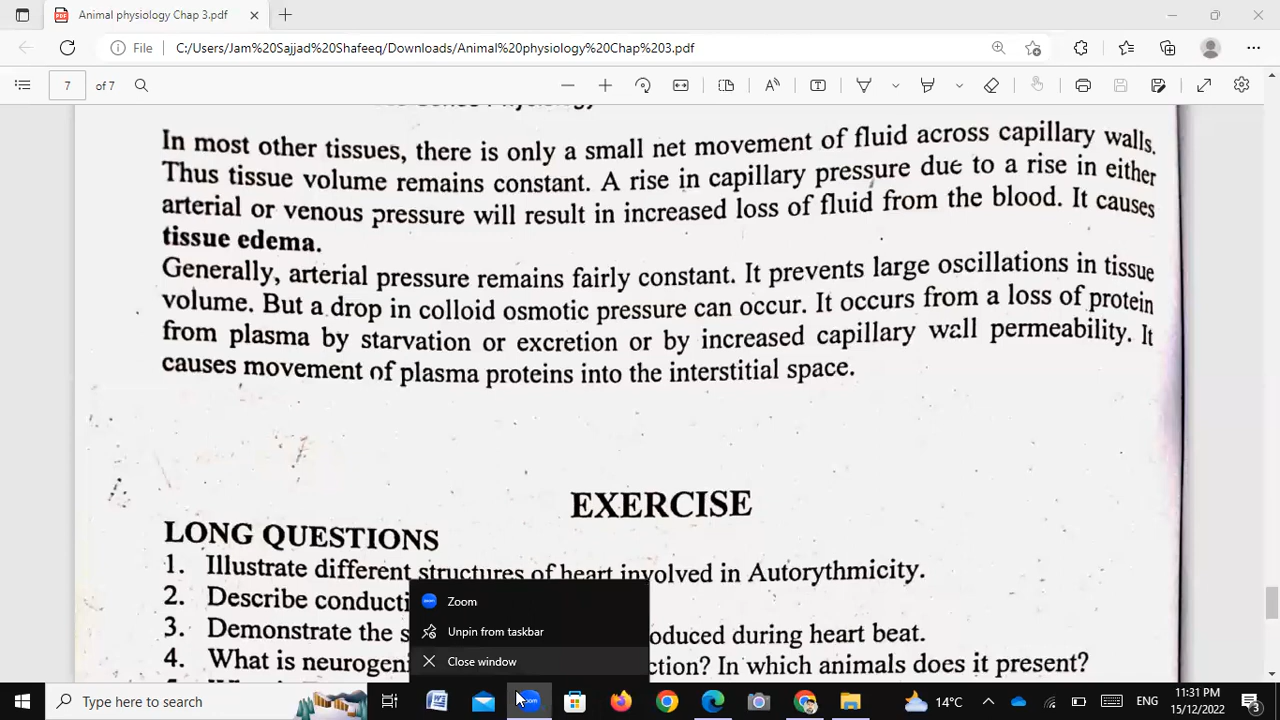 Animal physiology Chap 3.pdf
File C:/Users/Jam%20Sajjad%20Shafeeq/Downloads/Animal%20physiology%20Chap%203.pdf
7 of 7
In most other tissues, there is only a small net movement of fluid across capillary walls.
Thus tissue volume remains constant. A rise in capillary pressure due to a rise in either
arterial or venous pressure will result in increased loss of fluid from the blood. It causes
tissue edema.
Generally, arterial pressure remains fairly constant. It prevents large oscillations in tissue
volume. But a drop in colloid osmotic pressure can occur. It occurs from a loss of protein
from plasma by starvation or excretion or by increased capillary wall permeability. It
causes movement of plasma proteins into the interstitial space.
EXERCISE
LONG QUESTIONS
1. Illustrate different structures of heart involved in Autorythmicity.
2. Describe conducti
3. Demonstrate the s oduced during heart beat.
4. What is neurogeni ction? In which animals does it present?
Zoom
Unpin from taskbar
Close window
Type here to search
14°C
ENG
11:31 PM
15/12/2022
3